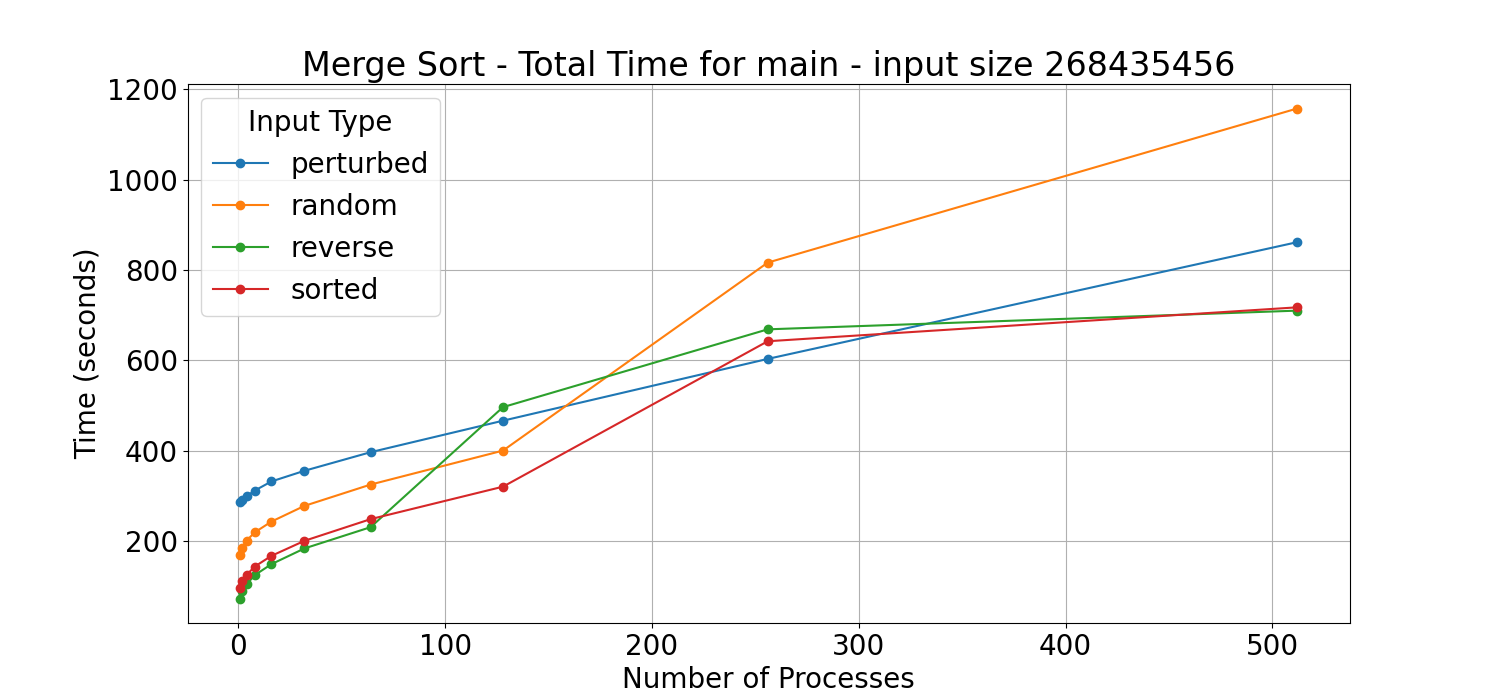 Merge Sort - Total Time for main - input size 268435456
1200
1000
800
600
400
200
Time (seconds)
Input Type
perturbed
random
reverse
sorted
0 100 200 300 400 500
Number of Processes